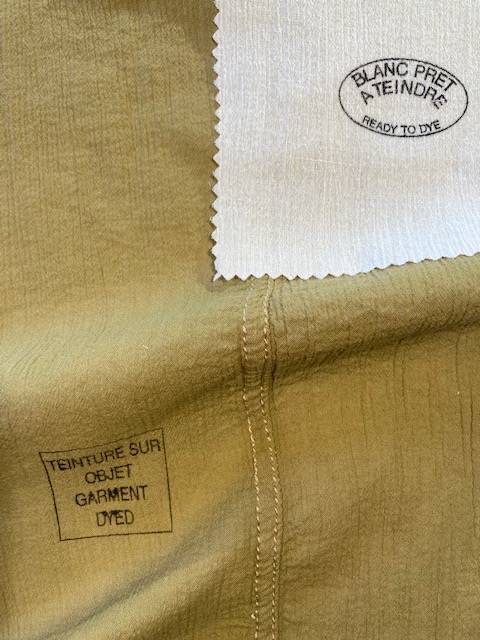 BLANC PRET
A TEINDRE
READY TO DYE
TEINTURE SUR
OBJET
GARMENT
DYED